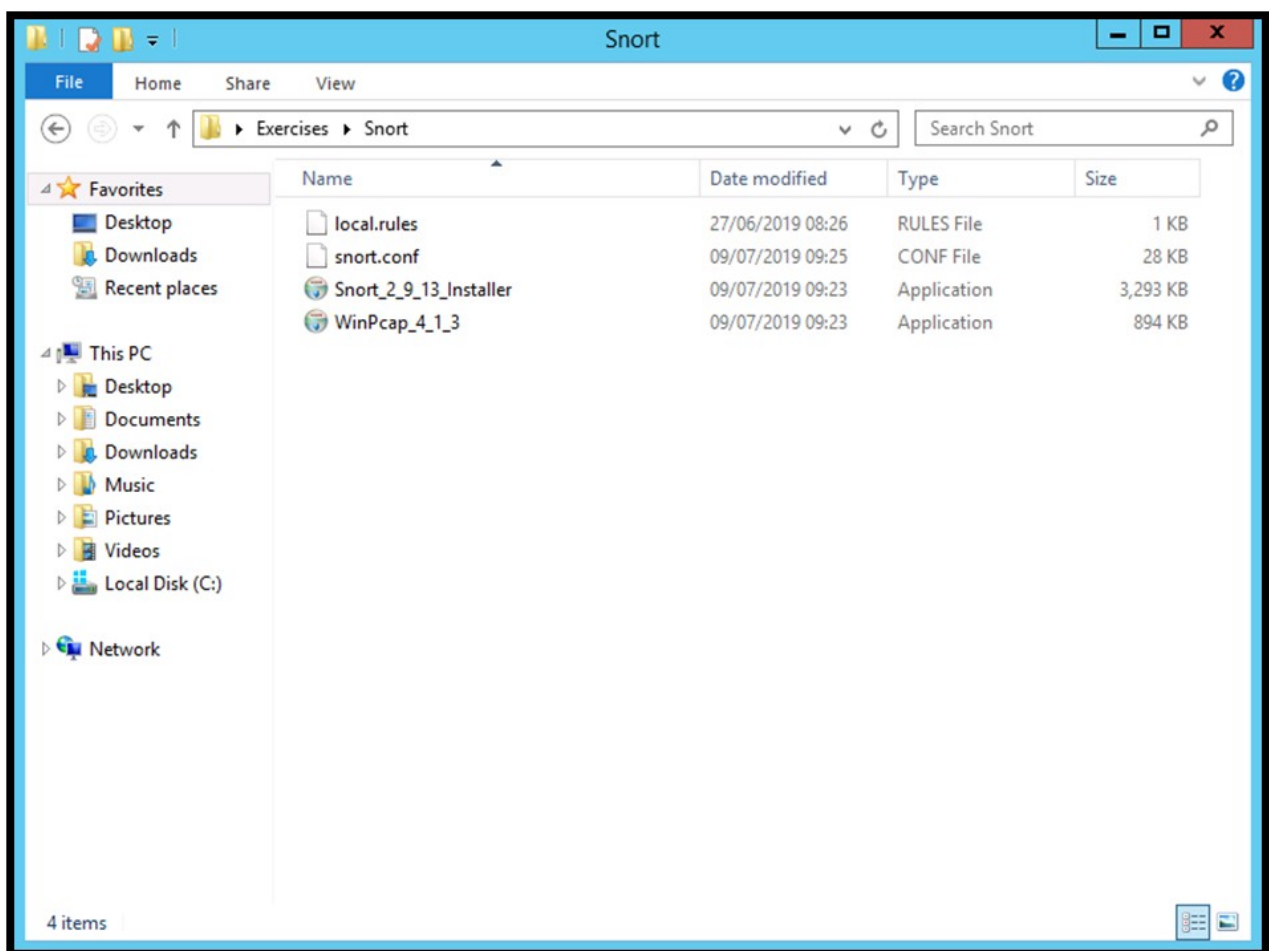 Snort
File Home Share View
Exercises Snort
Search Snort
Name Date modified Type Size
Favorites
Desktop
Downloads
Recent places
This PC
Desktop
Documents
Downloads
Music
Pictures
Videos
Local Disk (C:)
Network
local.rules 27/06/2019 08:26 RULES File 1 KB
snort.conf 09/07/2019 09:25 CONF File 28 KB
Snort_2_9_13_Installer 09/07/2019 09:23 Application 3,293 KB
WinPcap_4_1_3 09/07/2019 09:23 Application 894 KB
4 items